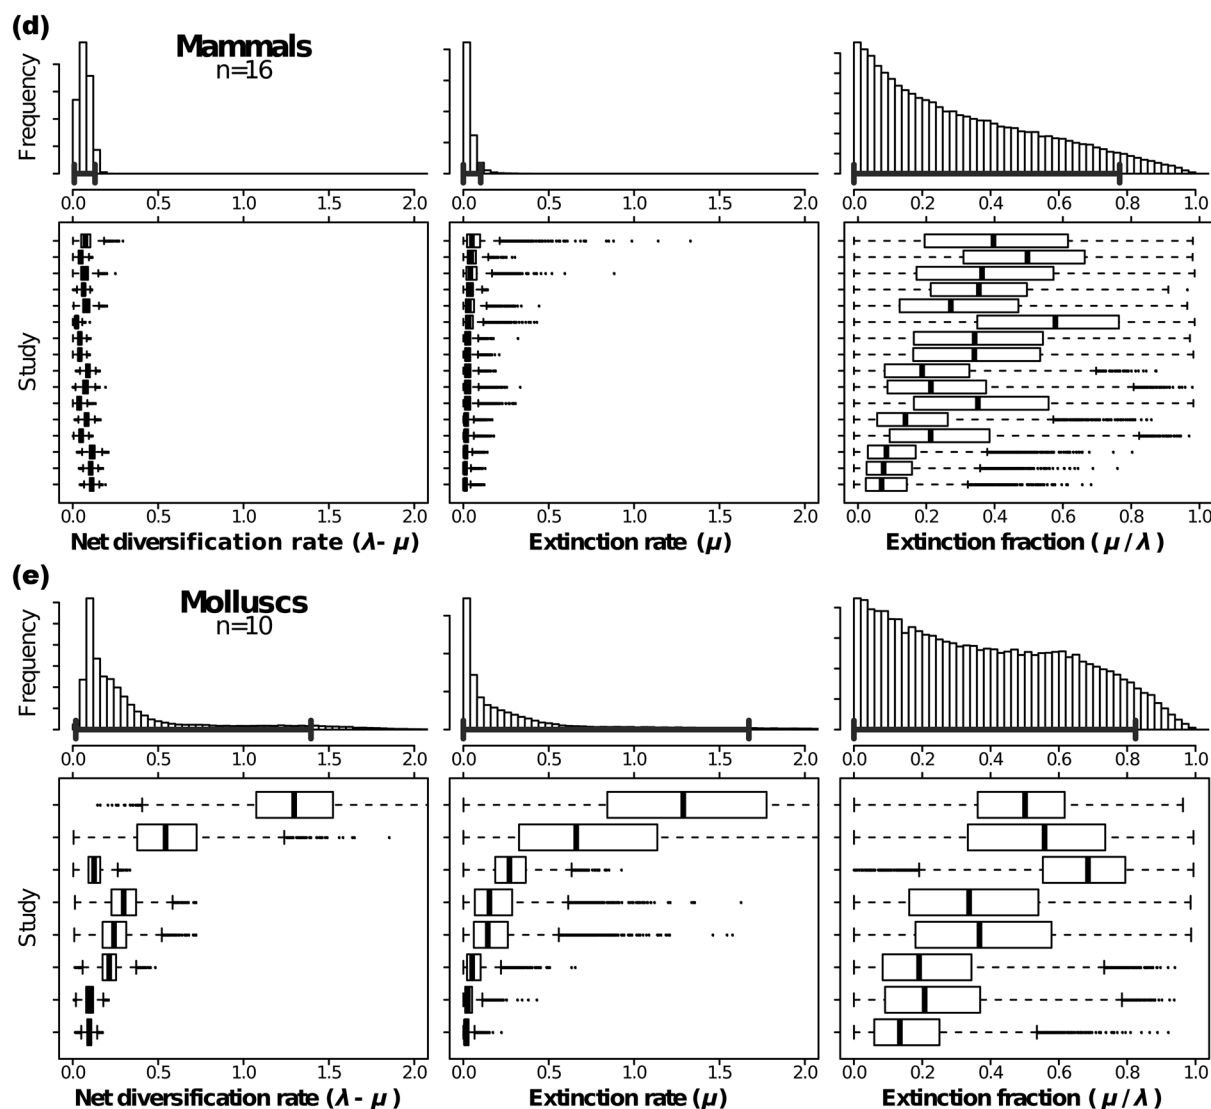 (d)
Mammals
n=16
Frequency
0.0 0.5 1.0 1.5 2.0
0.0 0.5 1.0 1.5 2.0
0.0 0.2 0.4 0.6 0.8 1.0
Study
0.0 0.5 1.0 1.5 2.0
0.0 0.5 1.0 1.5 2.0
0.0 0.2 0.4 0.6 0.8 1.0
Net diversification rate (λ- μ)
Extinction rate (μ)
Extinction fraction (μ/λ)
(e)
Molluscs
n=10
Frequency
0.0 0.5 1.0 1.5 2.0
0.0 0.5 1.0 1.5 2.0
0.0 0.2 0.4 0.6 0.8 1.0
Study
0.0 0.5 1.0 1.5 2.0
0.0 0.5 1.0 1.5 2.0
0.0 0.2 0.4 0.6 0.8 1.0
Net diversification rate (λ - μ)
Extinction rate (μ)
Extinction fraction (μ/λ)